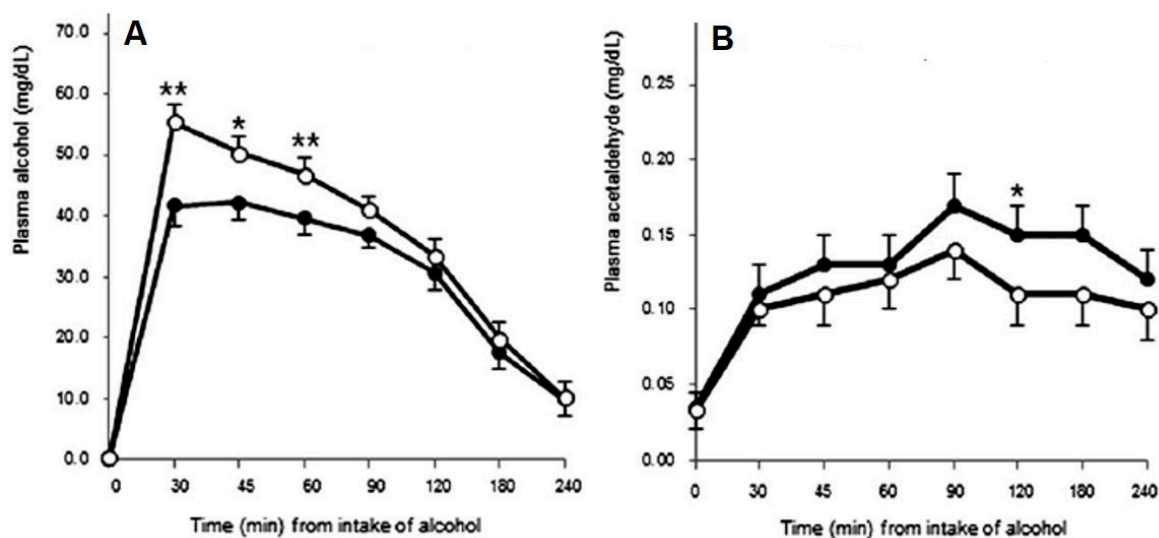 A
Plasma alcohol (mg/dL)
70.0
60.0
50.0
40.0
30.0
20.0
10.0
0.0
**
*
**
0 30 45 60 90 120 180 240
Time (min) from intake of alcohol
B
Plasma acetaldehyde (mg/dL)
0.25
0.20
0.15
0.10
0.05
0.00
*
0 30 45 60 90 120 180 240
Time (min) from intake of alcohol